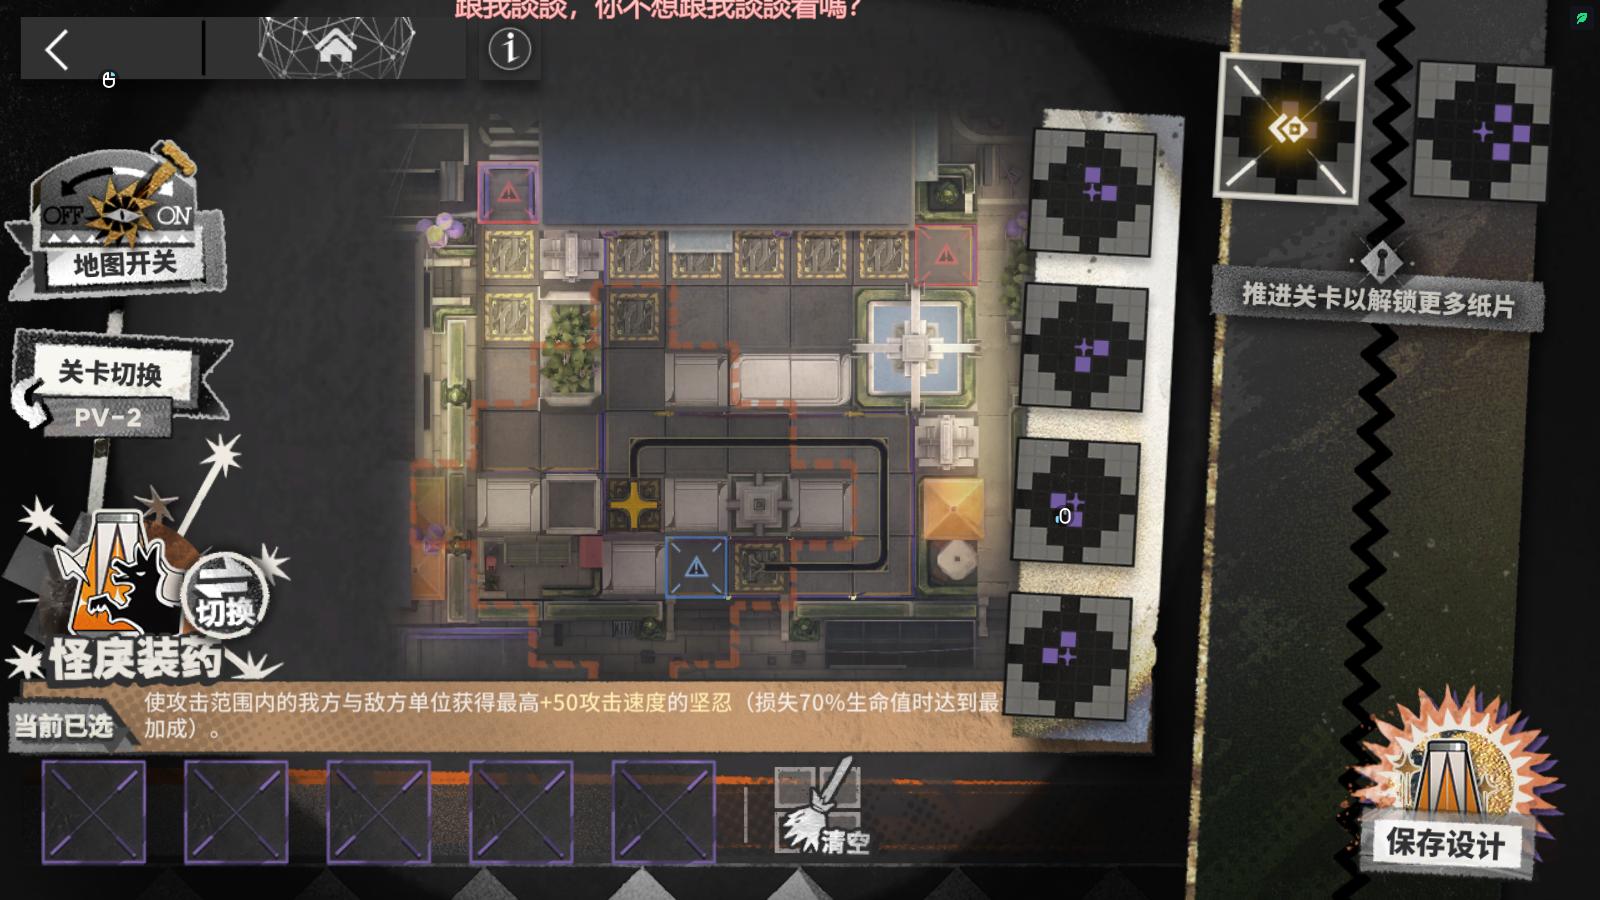 跟我談談，你不想跟我談談看嗎？
OFF
ON
地图开关
关卡切换
PV-2
切换
怪戾装药
推进关卡以解锁更多纸片
当前已选
使攻击范围内的我方与敌方单位获得最高+50攻击速度的坚忍（损失70%生命值时达到最
加成）。
清空
保存设计